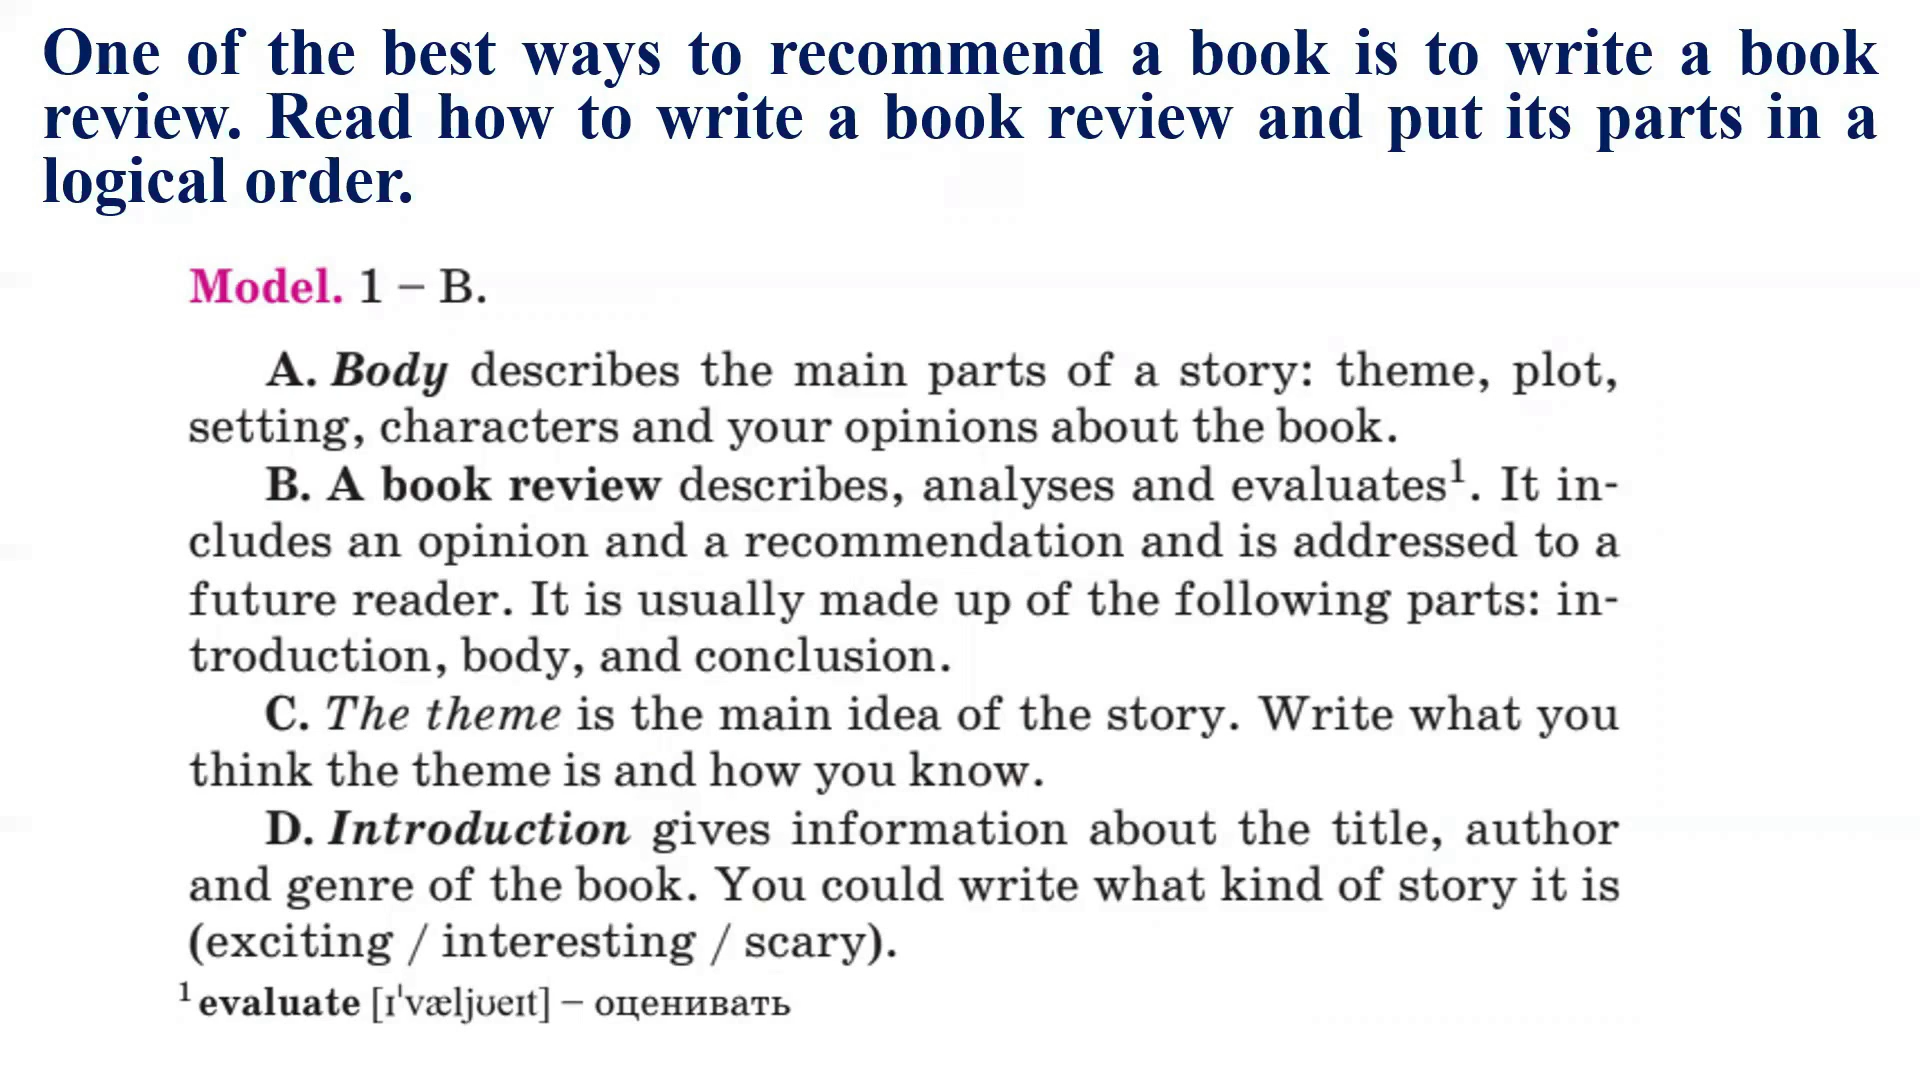 One of the best ways to recommend a book is to write a book
review. Read how to write a book review and put its parts in a
logical order.
Model. 1 – B.
A. Body describes the main parts of a story: theme, plot,
setting, characters and your opinions about the book.
B. A book review describes, analyses and evaluates¹. It in-
cludes an opinion and a recommendation and is addressed to a
future reader. It is usually made up of the following parts: in-
troduction, body, and conclusion.
C. The theme is the main idea of the story. Write what you
think the theme is and how you know.
D. Introduction gives information about the title, author
and genre of the book. You could write what kind of story it is
(exciting / interesting / scary).
¹ evaluate [ɪˈvæljʊeɪt] – оценивать